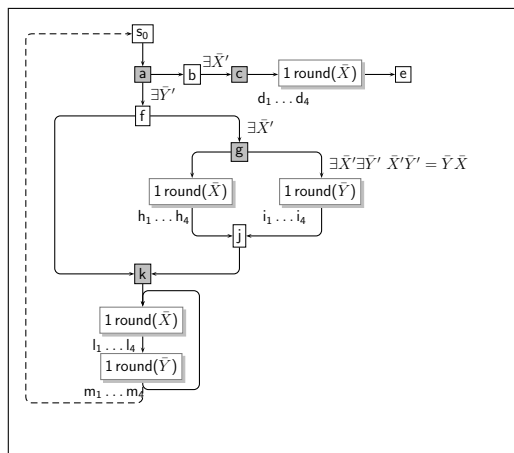 s₀
a b ∃X̄′ c 1 round(X̄) e
d₁ … d₄
∃Ȳ′
f
∃X̄′
g
∃X̄′∃Ȳ′ X̄′Ȳ′ = ȲX̄
1 round(X̄) 1 round(Ȳ)
h₁ … h₄ i₁ … i₄
j
k
1 round(X̄)
l₁ … l₄
1 round(Ȳ)
m₁ … m₄